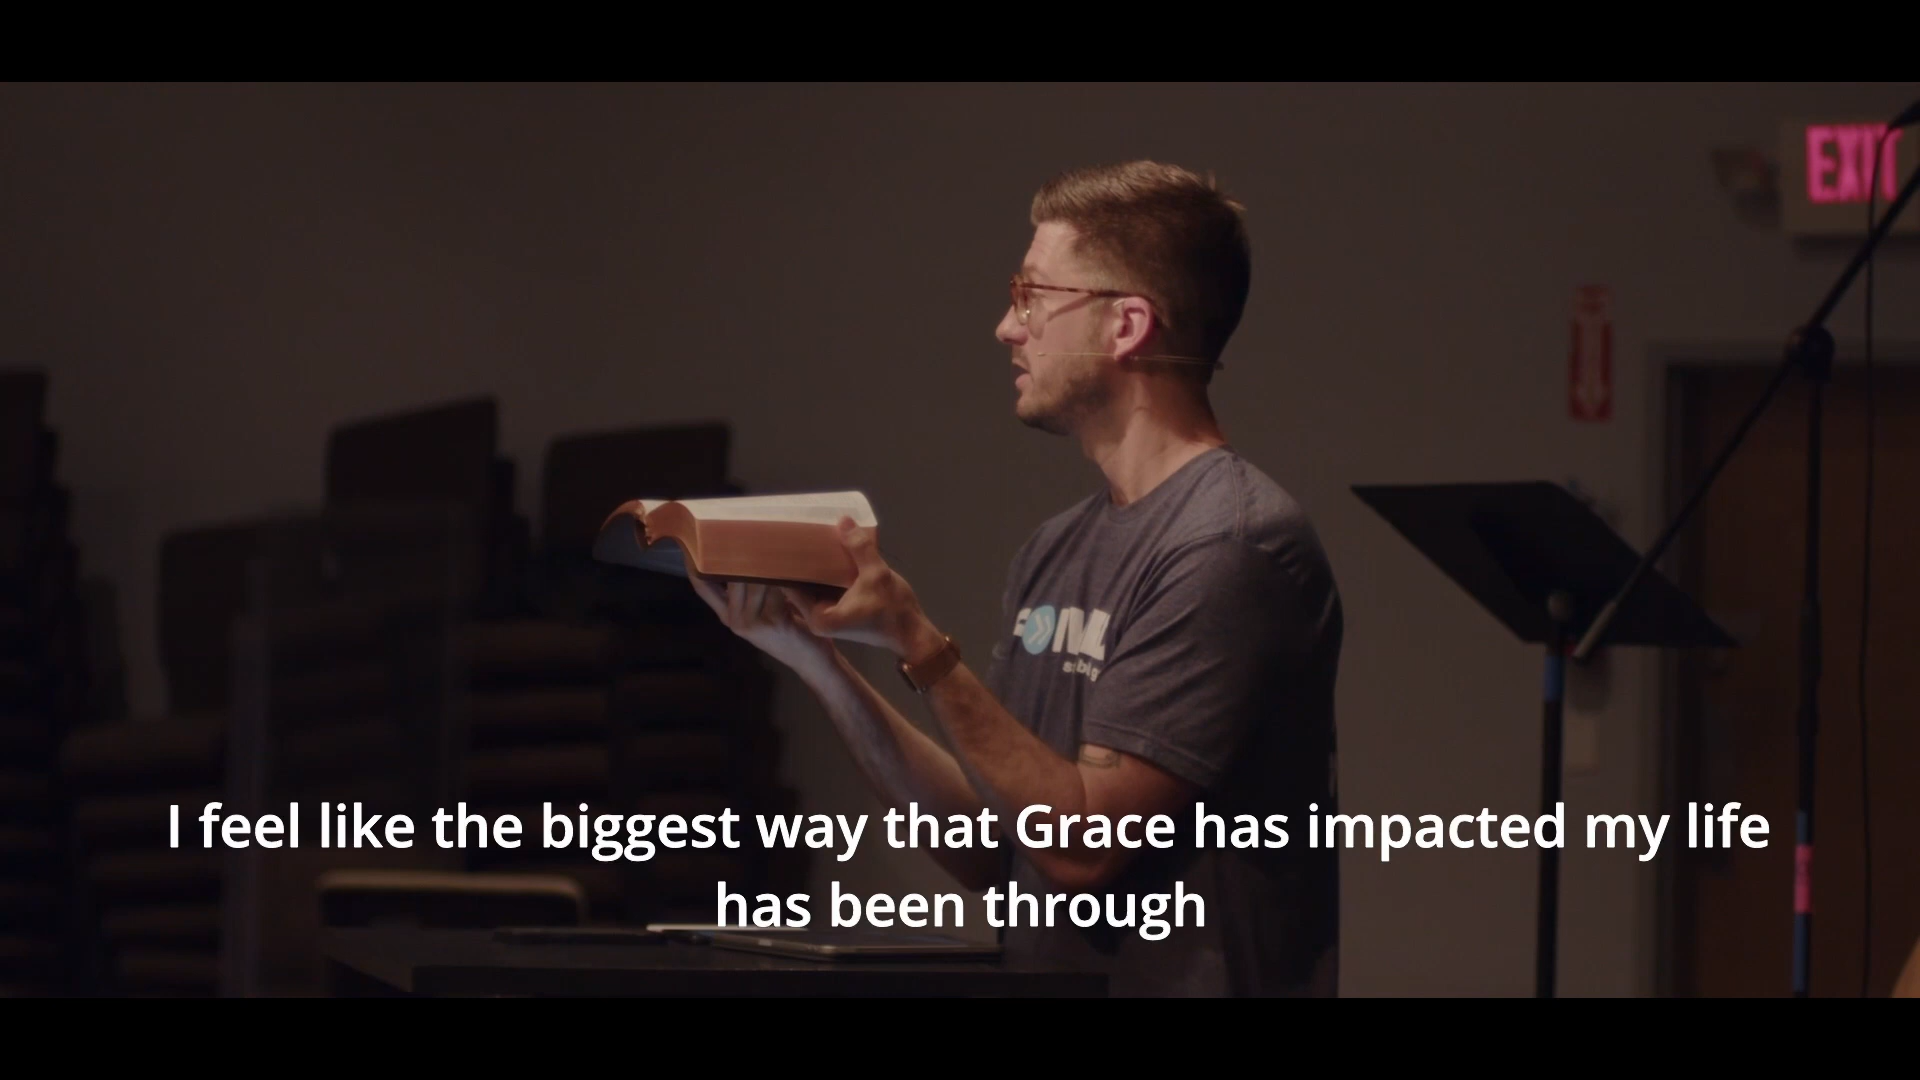 EXIT
I feel like the biggest way that Grace has impacted my life
has been through